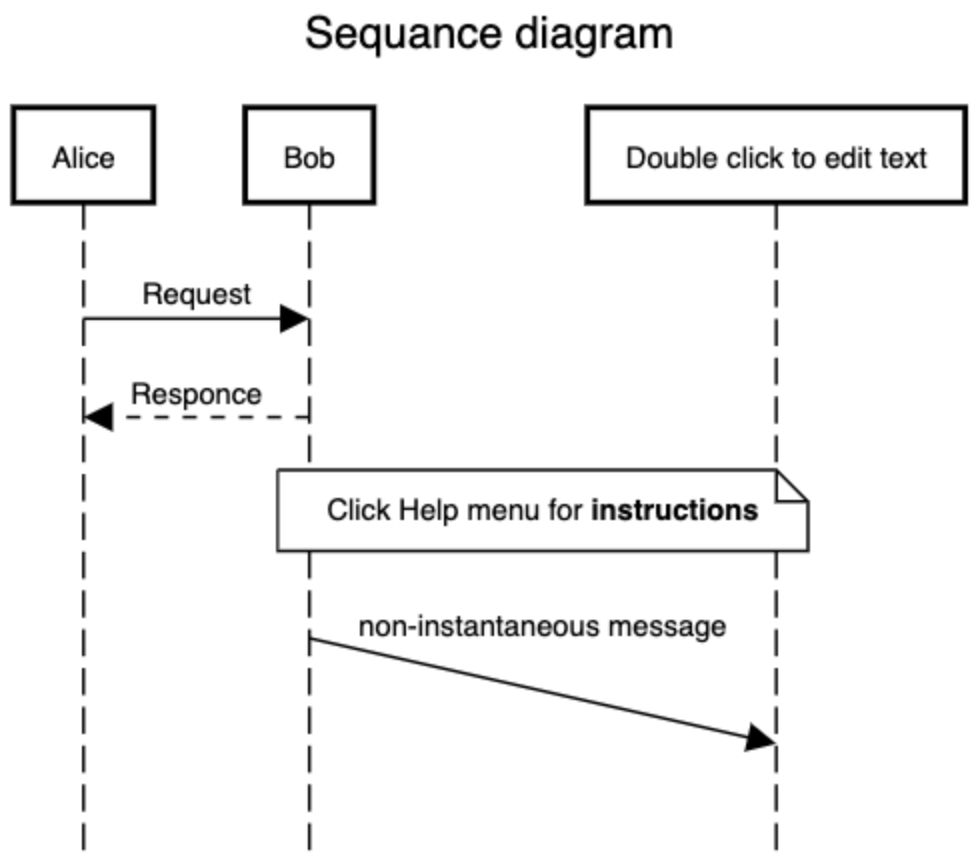 Sequance diagram
Alice
Bob
Double click to edit text
Request
Responce
Click Help menu for instructions
non-instantaneous message